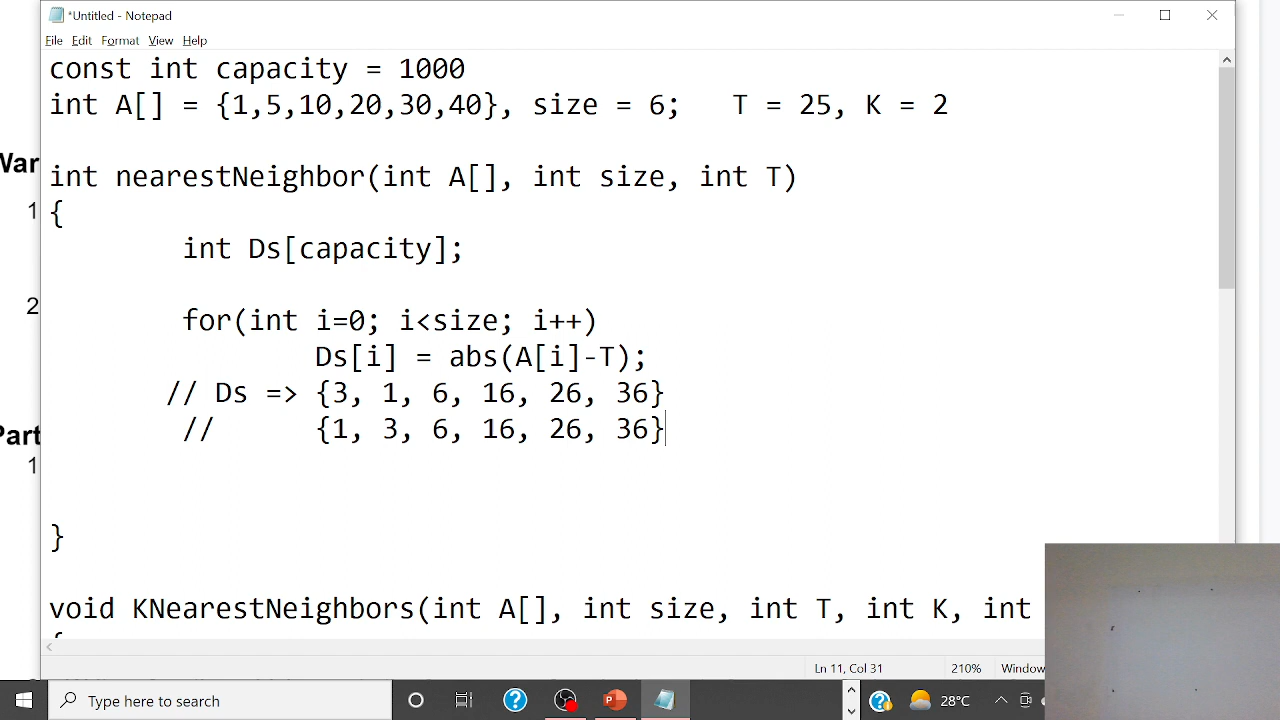 *Untitled - Notepad
File Edit Format View Help
const int capacity = 1000
int A[] = {1,5,10,20,30,40}, size = 6; T = 25, K = 2
War
int nearestNeighbor(int A[], int size, int T)
1
{
int Ds[capacity];
2
for(int i=0; i<size; i++)
Ds[i] = abs(A[i]-T);
// Ds => {3, 1, 6, 16, 26, 36}
// {1, 3, 6, 16, 26, 36}
Part
1
}
void KNearestNeighbors(int A[], int size, int T, int K, int
{
Ln 11, Col 31 210% Window
Type here to search
28°C